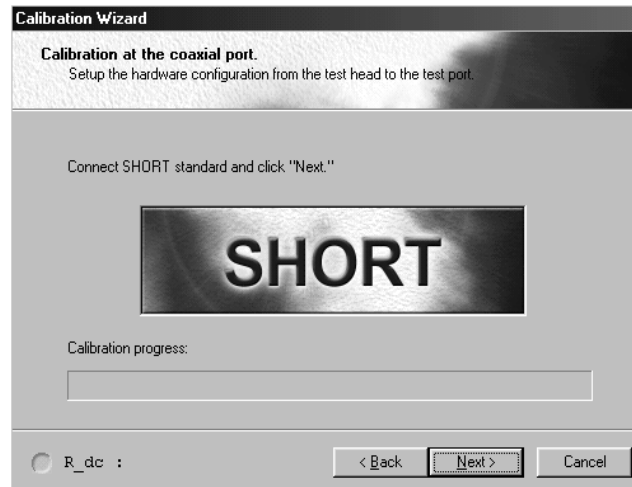 Calibration Wizard
Calibration at the coaxial port.
Setup the hardware configuration from the test head to the test port.
Connect SHORT standard and click "Next."
SHORT
Calibration progress:
R_dc :
< Back
Next >
Cancel